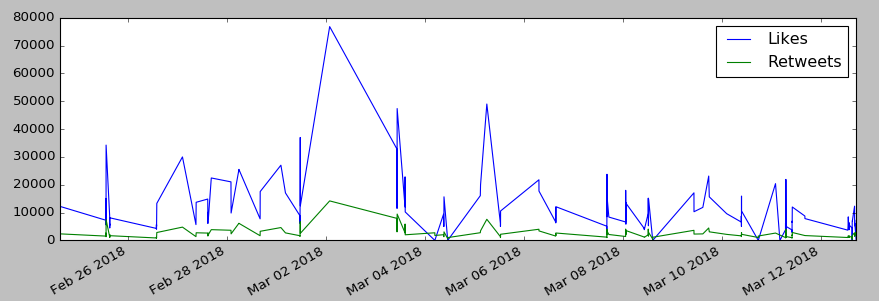 80000
70000
60000
50000
40000
30000
20000
10000
0
Likes
Retweets
Feb 26 2018
Feb 28 2018
Mar 02 2018
Mar 04 2018
Mar 06 2018
Mar 08 2018
Mar 10 2018
Mar 12 2018